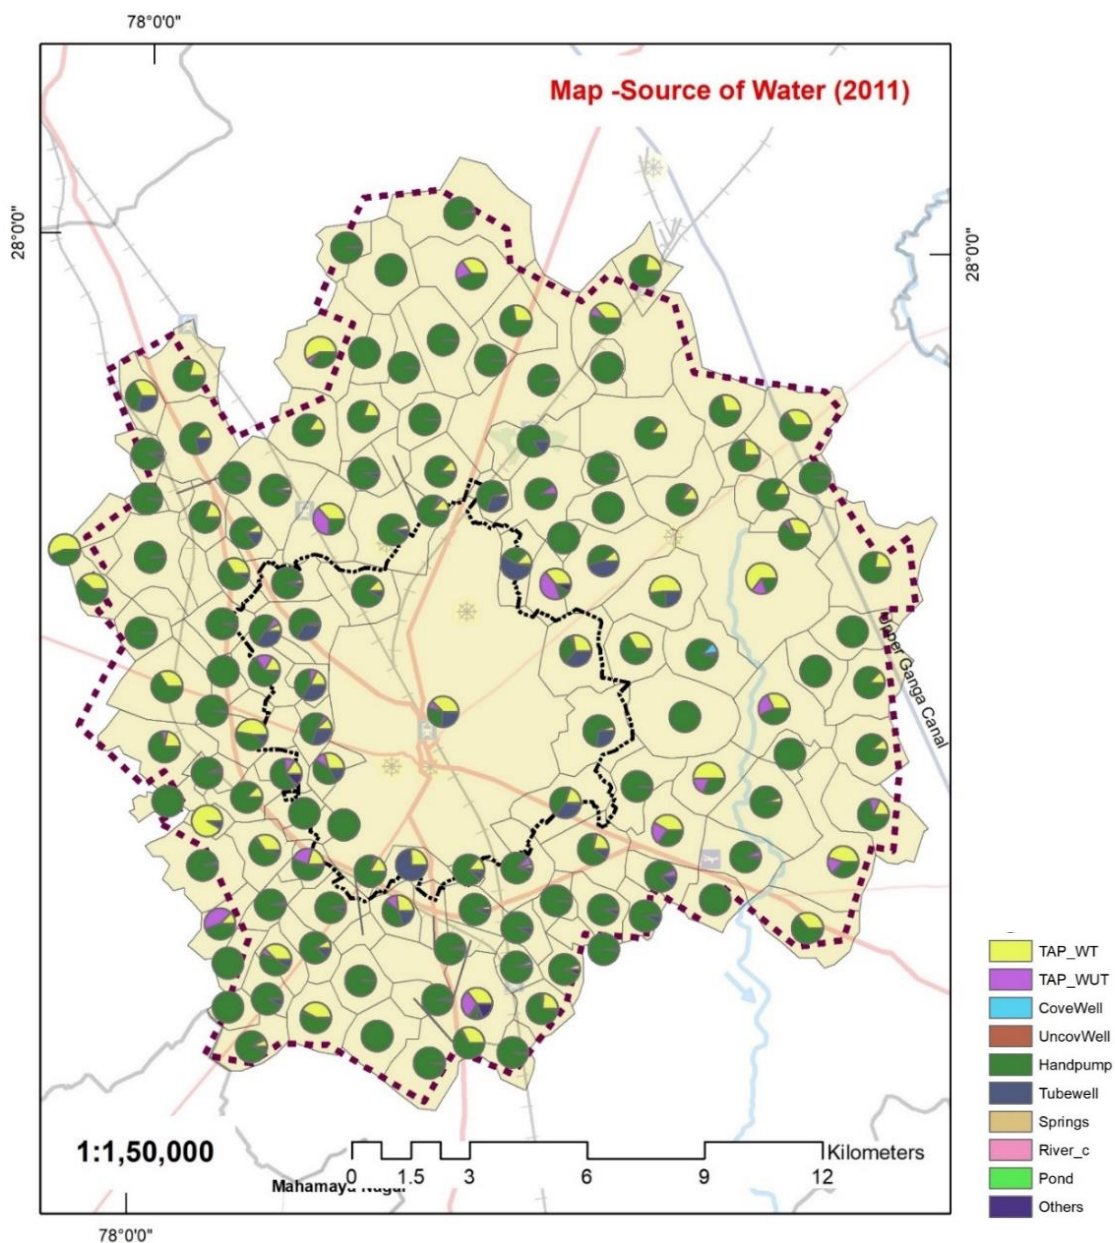 78°0'0"
Map -Source of Water (2011)
28°0'0"
28°0'0"
Upper Ganga Canal
TAP_WT
TAP_WUT
CoveWell
UncovWell
Handpump
Tubewell
Springs
River_c
Pond
Others
1:1,50,000
Kilometers
0 1.5 3 6 9 12
Mahamaya Nagar
78°0'0"